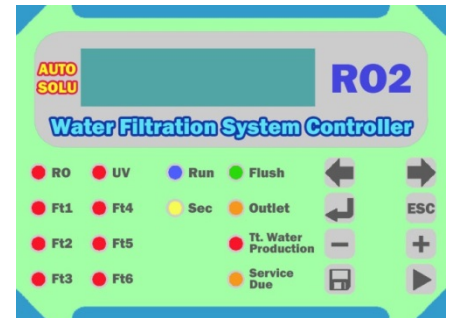 AUTO
SOLU
RO2
Water Filtration System Controller
RO UV Run Flush
Ft1 Ft4 Sec Outlet ESC
Ft2 Ft5 Tt. Water
Production − +
Ft3 Ft6 Service
Due